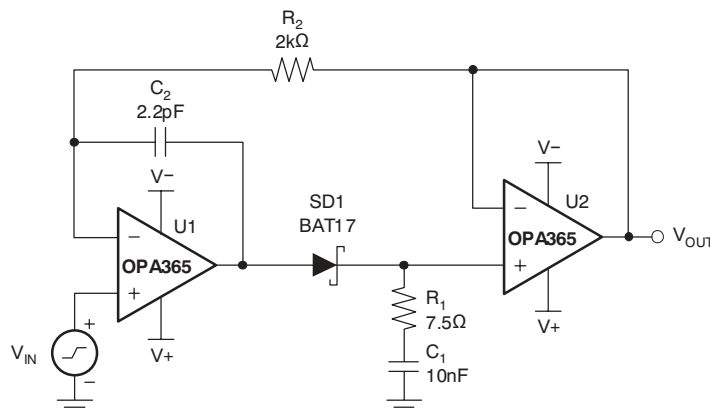 R2
2kΩ
C2
2.2pF
V−
V−
SD1
BAT17
U1
U2
−
−
OPA365
OPA365
VOUT
+
+
R1
7.5Ω
+
VIN
−
V+
V+
C1
10nF